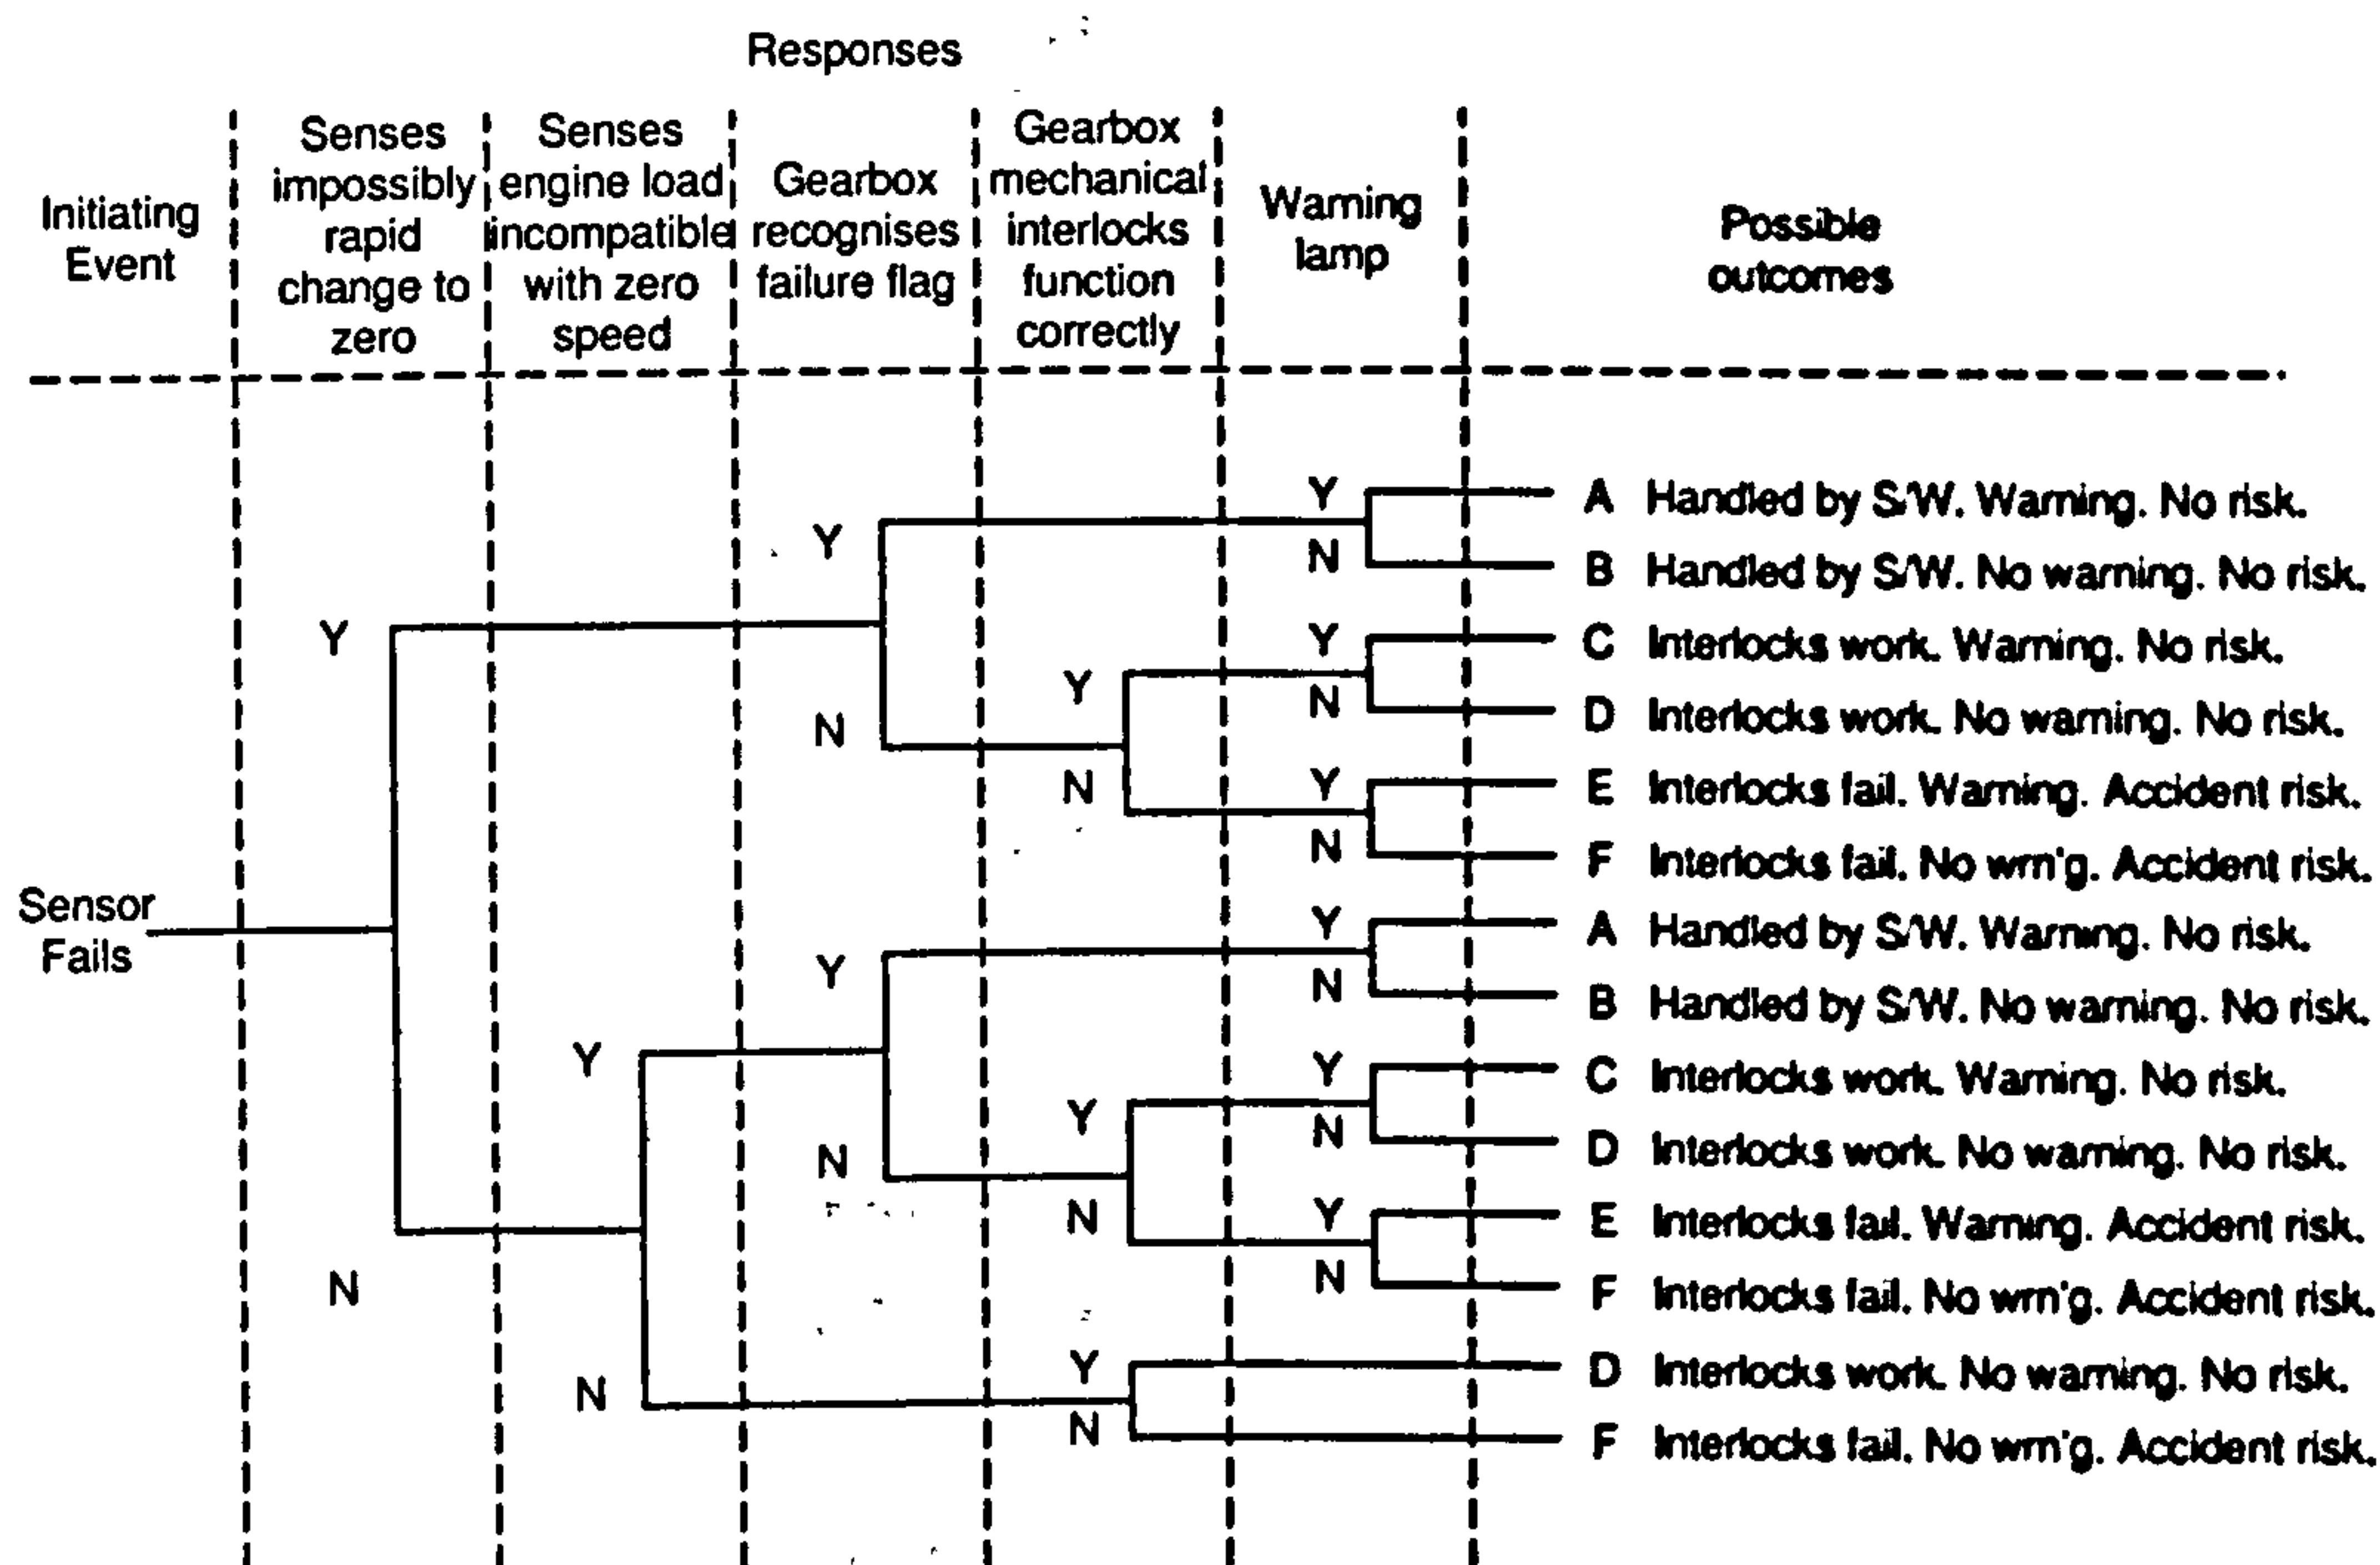 Responses
Initiating
Event
Senses
impossibly
rapid
change to
zero
Senses
engine load
incompatible
with zero
speed
Gearbox
recognises
failure flag
Gearbox
mechanical
interlocks
function
correctly
Warning
lamp
Possible
outcomes
Sensor
Fails
Y
N
Y
N
Y
N
Y
N
Y
N
Y
N
Y
N
Y
N
Y
N
Y
N
Y
N
Y
N
Y
N
A Handled by S/W. Warning. No risk.
B Handled by S/W. No warning. No risk.
C Interlocks work. Warning. No risk.
D Interlocks work. No warning. No risk.
E Interlocks fail. Warning. Accident risk.
F Interlocks fail. No wrn'g. Accident risk.
A Handled by S/W. Warning. No risk.
B Handled by S/W. No warning. No risk.
C Interlocks work. Warning. No risk.
D Interlocks work. No warning. No risk.
E Interlocks fail. Warning. Accident risk.
F Interlocks fail. No wrn'g. Accident risk.
D Interlocks work. No warning. No risk.
F Interlocks fail. No wrn'g. Accident risk.